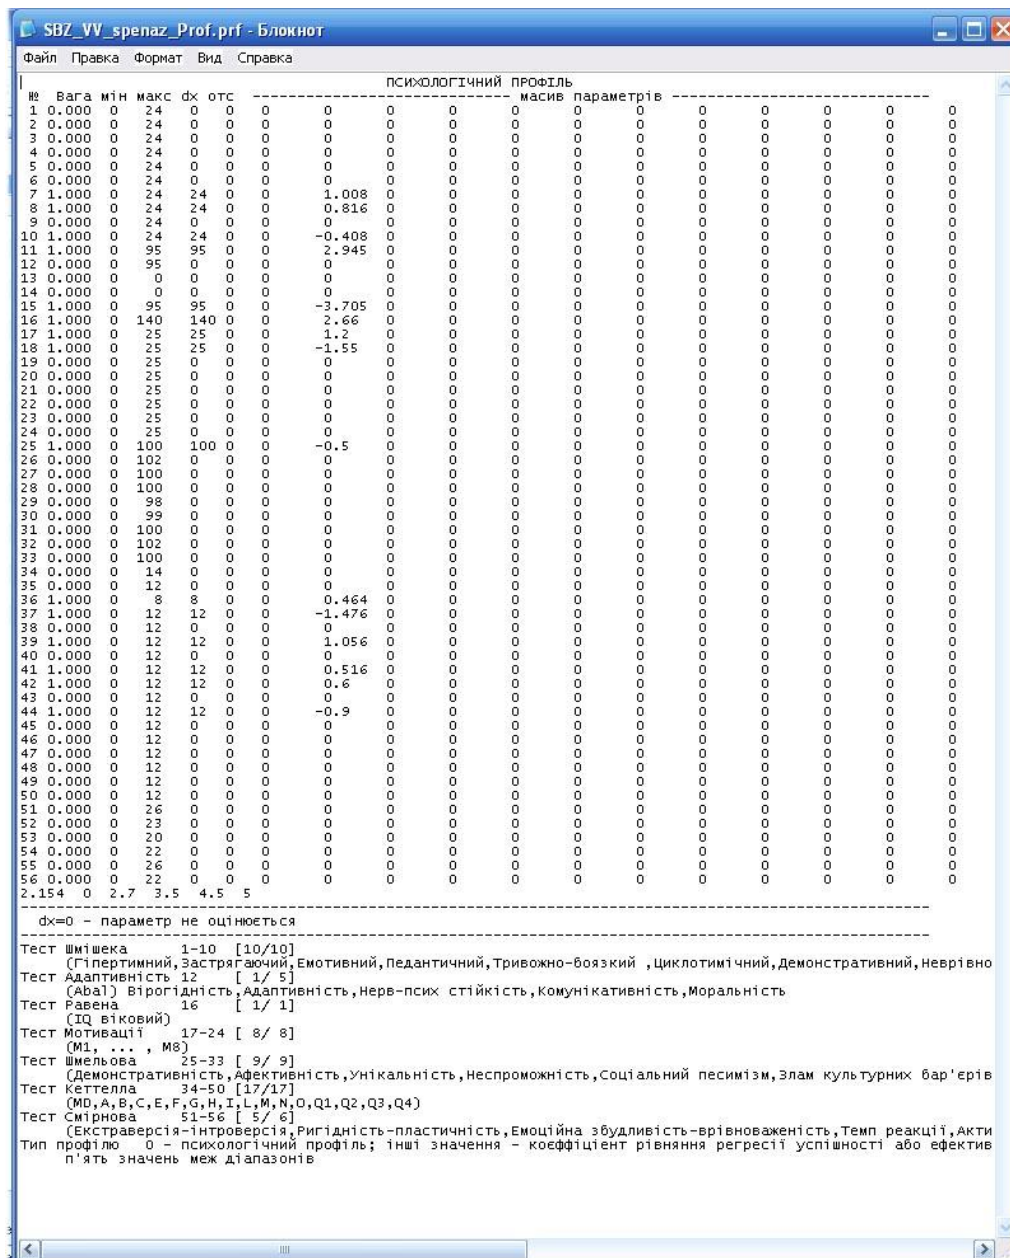 SBZ_VV_spenaz_Prof.prf - Блокнот
Файл Правка Формат Вид Справка
ПСИХОЛОГІЧНИЙ ПРОФІЛЬ
№ Вага мін макс dx отс ------------------------------ масив параметрів ------------------------------
1 0.000 0 24 0 0 0 0 0 0 0 0 0 0 0 0 0 0
2 0.000 0 24 0 0 0 0 0 0 0 0 0 0 0 0 0 0
3 0.000 0 24 0 0 0 0 0 0 0 0 0 0 0 0 0 0
4 0.000 0 24 0 0 0 0 0 0 0 0 0 0 0 0 0 0
5 0.000 0 24 0 0 0 0 0 0 0 0 0 0 0 0 0 0
6 0.000 0 24 0 0 0 0 0 0 0 0 0 0 0 0 0 0
7 1.000 0 24 24 0 0 1.008 0 0 0 0 0 0 0 0 0 0
8 1.000 0 24 24 0 0 0.816 0 0 0 0 0 0 0 0 0 0
9 0.000 0 24 0 0 0 0 0 0 0 0 0 0 0 0 0 0
10 1.000 0 24 24 0 0 -0.408 0 0 0 0 0 0 0 0 0 0
11 1.000 0 95 95 0 0 2.945 0 0 0 0 0 0 0 0 0 0
12 0.000 0 95 0 0 0 0 0 0 0 0 0 0 0 0 0 0
13 0.000 0 0 0 0 0 0 0 0 0 0 0 0 0 0 0 0
14 0.000 0 0 0 0 0 0 0 0 0 0 0 0 0 0 0 0
15 1.000 0 95 95 0 0 -3.705 0 0 0 0 0 0 0 0 0 0
16 1.000 0 140 140 0 0 2.66 0 0 0 0 0 0 0 0 0 0
17 1.000 0 25 25 0 0 1.2 0 0 0 0 0 0 0 0 0 0
18 1.000 0 25 25 0 0 -1.55 0 0 0 0 0 0 0 0 0 0
19 0.000 0 25 0 0 0 0 0 0 0 0 0 0 0 0 0 0
20 0.000 0 25 0 0 0 0 0 0 0 0 0 0 0 0 0 0
21 0.000 0 25 0 0 0 0 0 0 0 0 0 0 0 0 0 0
22 0.000 0 25 0 0 0 0 0 0 0 0 0 0 0 0 0 0
23 0.000 0 25 0 0 0 0 0 0 0 0 0 0 0 0 0 0
24 0.000 0 25 0 0 0 0 0 0 0 0 0 0 0 0 0 0
25 1.000 0 100 100 0 0 -0.5 0 0 0 0 0 0 0 0 0 0
26 0.000 0 102 0 0 0 0 0 0 0 0 0 0 0 0 0 0
27 0.000 0 100 0 0 0 0 0 0 0 0 0 0 0 0 0 0
28 0.000 0 100 0 0 0 0 0 0 0 0 0 0 0 0 0 0
29 0.000 0 98 0 0 0 0 0 0 0 0 0 0 0 0 0 0
30 0.000 0 99 0 0 0 0 0 0 0 0 0 0 0 0 0 0
31 0.000 0 100 0 0 0 0 0 0 0 0 0 0 0 0 0 0
32 0.000 0 102 0 0 0 0 0 0 0 0 0 0 0 0 0 0
33 0.000 0 100 0 0 0 0 0 0 0 0 0 0 0 0 0 0
34 0.000 0 14 0 0 0 0 0 0 0 0 0 0 0 0 0 0
35 0.000 0 12 0 0 0 0 0 0 0 0 0 0 0 0 0 0
36 1.000 0 8 8 0 0 0.464 0 0 0 0 0 0 0 0 0 0
37 1.000 0 12 12 0 0 -1.476 0 0 0 0 0 0 0 0 0 0
38 0.000 0 12 0 0 0 0 0 0 0 0 0 0 0 0 0 0
39 1.000 0 12 12 0 0 1.056 0 0 0 0 0 0 0 0 0 0
40 0.000 0 12 0 0 0 0 0 0 0 0 0 0 0 0 0 0
41 1.000 0 12 12 0 0 0.516 0 0 0 0 0 0 0 0 0 0
42 1.000 0 12 12 0 0 0.6 0 0 0 0 0 0 0 0 0 0
43 0.000 0 12 0 0 0 0 0 0 0 0 0 0 0 0 0 0
44 1.000 0 12 12 0 0 -0.9 0 0 0 0 0 0 0 0 0 0
45 0.000 0 12 0 0 0 0 0 0 0 0 0 0 0 0 0 0
46 0.000 0 12 0 0 0 0 0 0 0 0 0 0 0 0 0 0
47 0.000 0 12 0 0 0 0 0 0 0 0 0 0 0 0 0 0
48 0.000 0 12 0 0 0 0 0 0 0 0 0 0 0 0 0 0
49 0.000 0 12 0 0 0 0 0 0 0 0 0 0 0 0 0 0
50 0.000 0 12 0 0 0 0 0 0 0 0 0 0 0 0 0 0
51 0.000 0 26 0 0 0 0 0 0 0 0 0 0 0 0 0 0
52 0.000 0 23 0 0 0 0 0 0 0 0 0 0 0 0 0 0
53 0.000 0 20 0 0 0 0 0 0 0 0 0 0 0 0 0 0
54 0.000 0 22 0 0 0 0 0 0 0 0 0 0 0 0 0 0
55 0.000 0 26 0 0 0 0 0 0 0 0 0 0 0 0 0 0
56 0.000 0 22 0 0 0 0 0 0 0 0 0 0 0 0 0 0
2.154 0 2.7 3.5 4.5 5
dx=0 - параметр не оцінюється
Тест Шмішека 1-10 [10/10]
(Гіпертимний,Застрягаючий,Емотивний,Педантичний,Тривожно-боязкий ,Циклотимічний,Демонстративний,Неврівно
Тест Адаптивність 12 [ 1/ 5]
(Abal) Вірогідність,Адаптивність,Нерв-псих стійкість,Комунікативність,Моральність
Тест Равена 16 [ 1/ 1]
(IQ віковий)
Тест Мотивації 17-24 [ 8/ 8]
(М1, ... , М8)
Тест Шмельова 25-33 [ 9/ 9]
(Демонстративність,Афективність,Унікальність,Неспроможність,Соціальний песимізм,Злам культурних бар'єрів
Тест Кеттелла 34-50 [17/17]
(MD,A,B,C,E,F,G,H,I,L,M,N,O,Q1,Q2,Q3,Q4)
Тест Смірнова 51-56 [ 5/ 6]
(Екстраверсія-інтроверсія,Ригідність-пластичність,Емоційна збудливість-врівноваженість,Темп реакції,Акти
Тип профілю 0 - психологічний профіль; інші значення - коєффіціент рівняння регресії успішності або ефектив
п'ять значень меж діапазонів